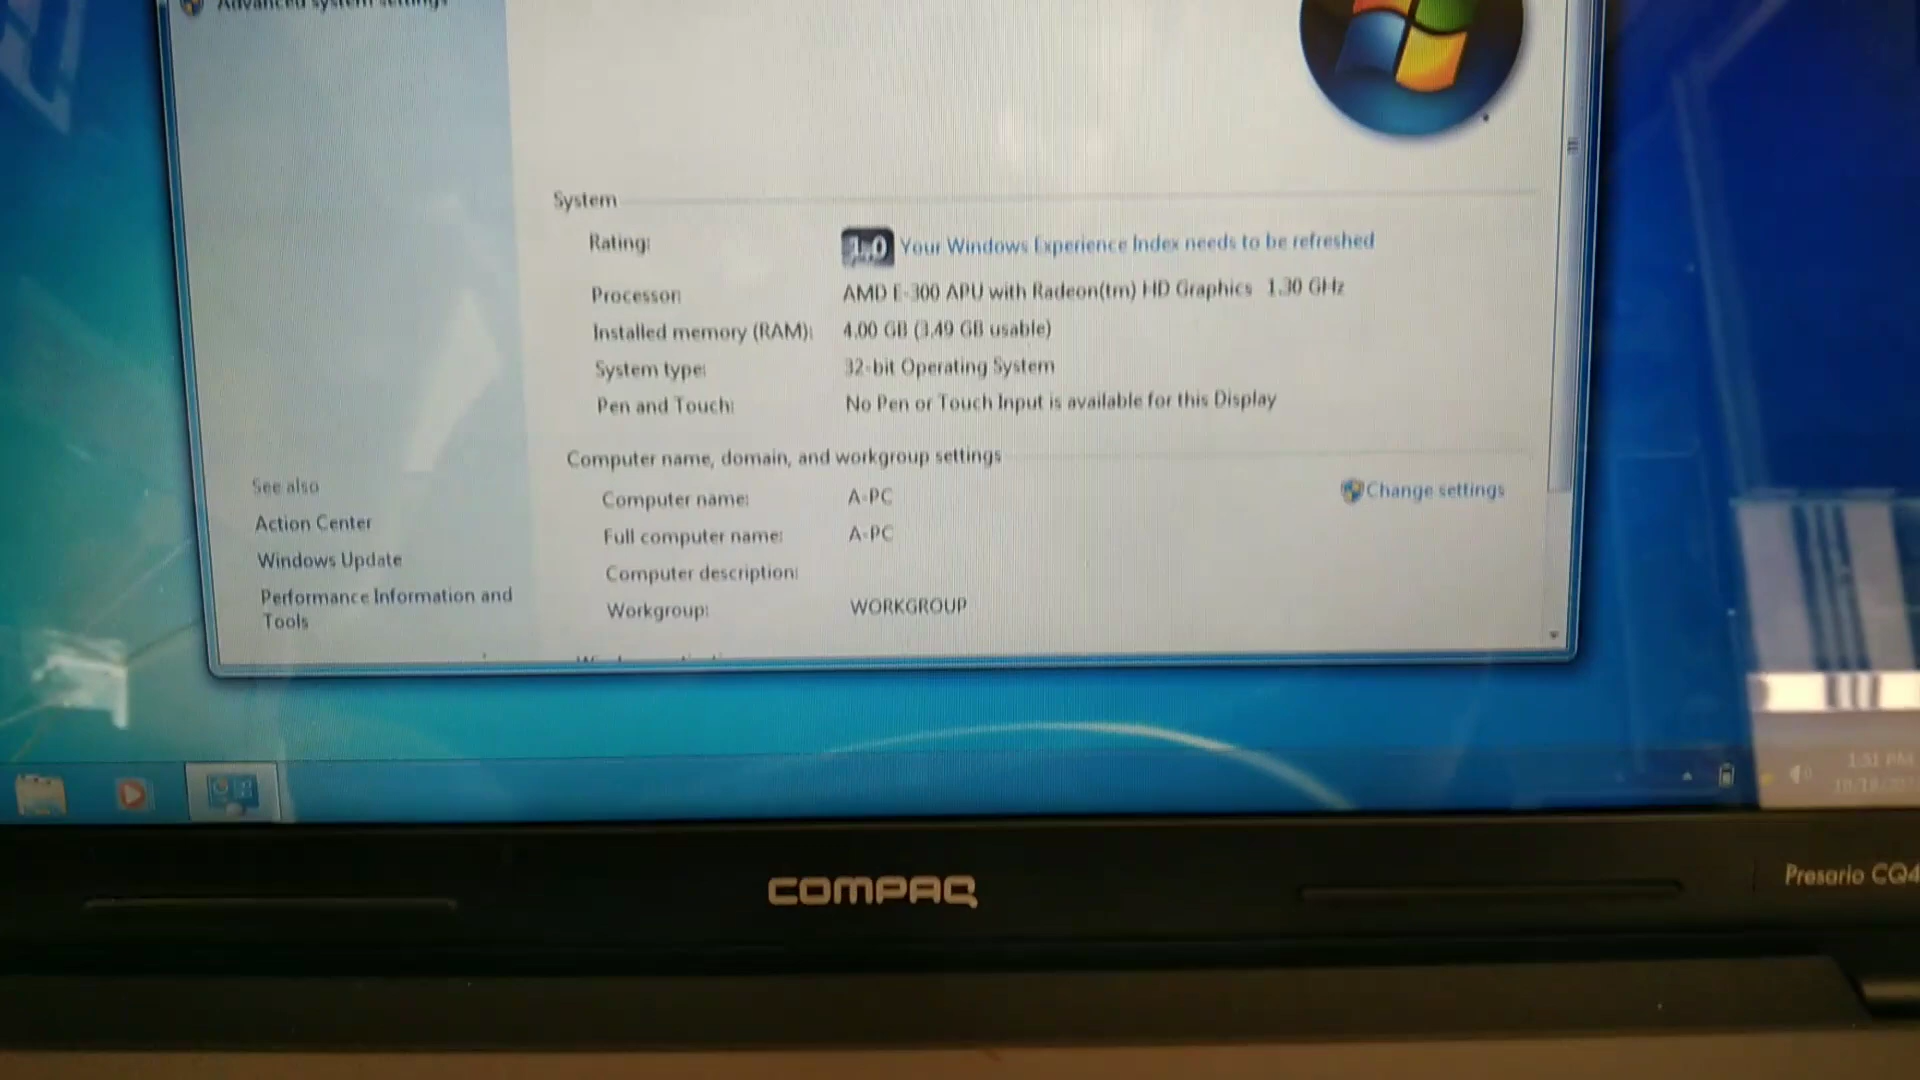 Advanced system settings
System
Rating: 1.0 Your Windows Experience Index needs to be refreshed
Processor: AMD E-300 APU with Radeon(tm) HD Graphics 1.30 GHz
Installed memory (RAM): 4.00 GB (3.49 GB usable)
System type: 32-bit Operating System
Pen and Touch: No Pen or Touch Input is available for this Display
Computer name, domain, and workgroup settings
Computer name: A-PC
Change settings
Full computer name: A-PC
Computer description:
Workgroup: WORKGROUP
See also
Action Center
Windows Update
Performance Information and
Tools
1:31 PM
COMPAQ
Presario CQ4